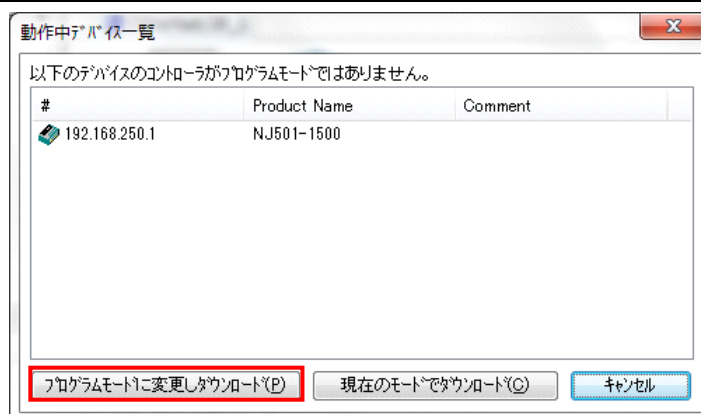 動作中ﾃﾞﾊﾞｲｽ一覧
以下のﾃﾞﾊﾞｲｽのｺﾝﾄﾛｰﾗがﾌﾟﾛｸﾞﾗﾑﾓｰﾄﾞではありません。
# Product Name Comment
192.168.250.1 NJ501-1500
ﾌﾟﾛｸﾞﾗﾑﾓｰﾄﾞに変更しﾀﾞｳﾝﾛｰﾄﾞ(P) 現在のﾓｰﾄﾞでﾀﾞｳﾝﾛｰﾄﾞ(C) ｷｬﾝｾﾙ